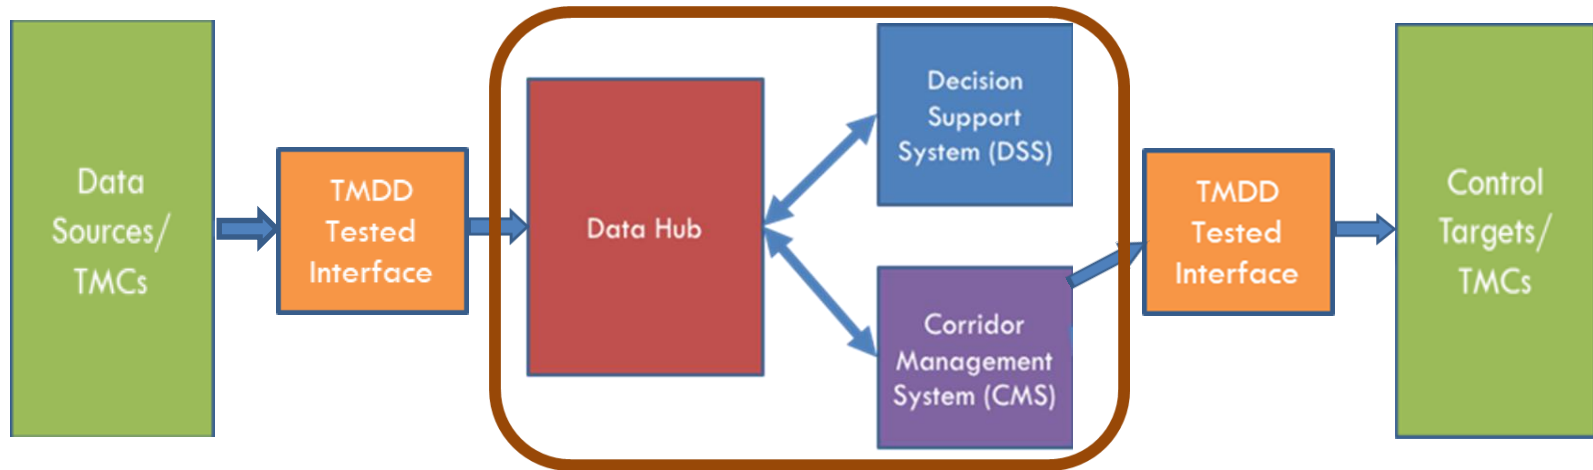 Data
Sources/
TMCs
TMDD
Tested
Interface
Data Hub
Decision
Support
System (DSS)
Corridor
Management
System (CMS)
TMDD
Tested
Interface
Control
Targets/
TMCs